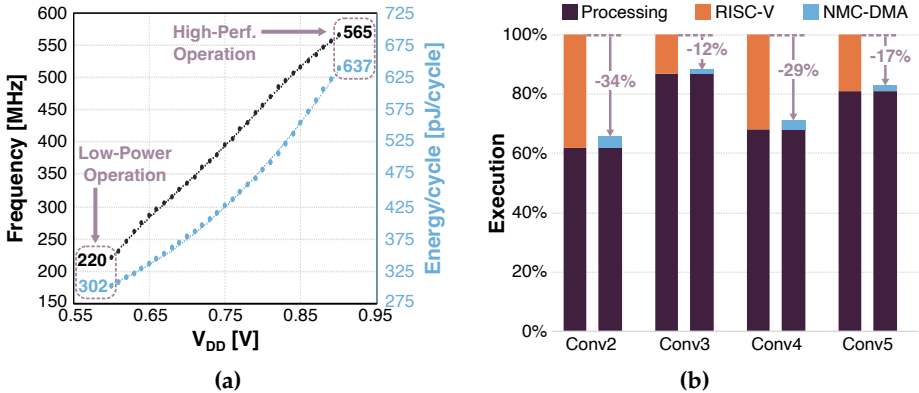 600
550
500
450
400
350
300
250
200
150
Frequency [MHz]
High-Perf.
Operation
565
637
Low-Power
Operation
220
302
725
675
625
575
525
475
425
375
325
275
Energy/cycle [pJ/cycle]
0.55
0.65
0.75
0.85
0.95
V_DD [V]
(a)
Processing
RISC-V
NMC-DMA
100%
80%
60%
40%
20%
0%
Execution
-34%
-12%
-29%
-17%
Conv2
Conv3
Conv4
Conv5
(b)